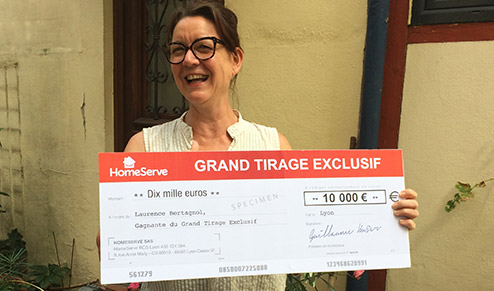 HomeServe
GRAND TIRAGE EXCLUSIF
** Dix mille euros **
SPECIMEN
** 10 000 € ** €
Laurence Bertagnol,
Lyon
Gagnante du Grand Tirage Exclusif
HOMESERVE SAS
561279
0850007225088
123968628991